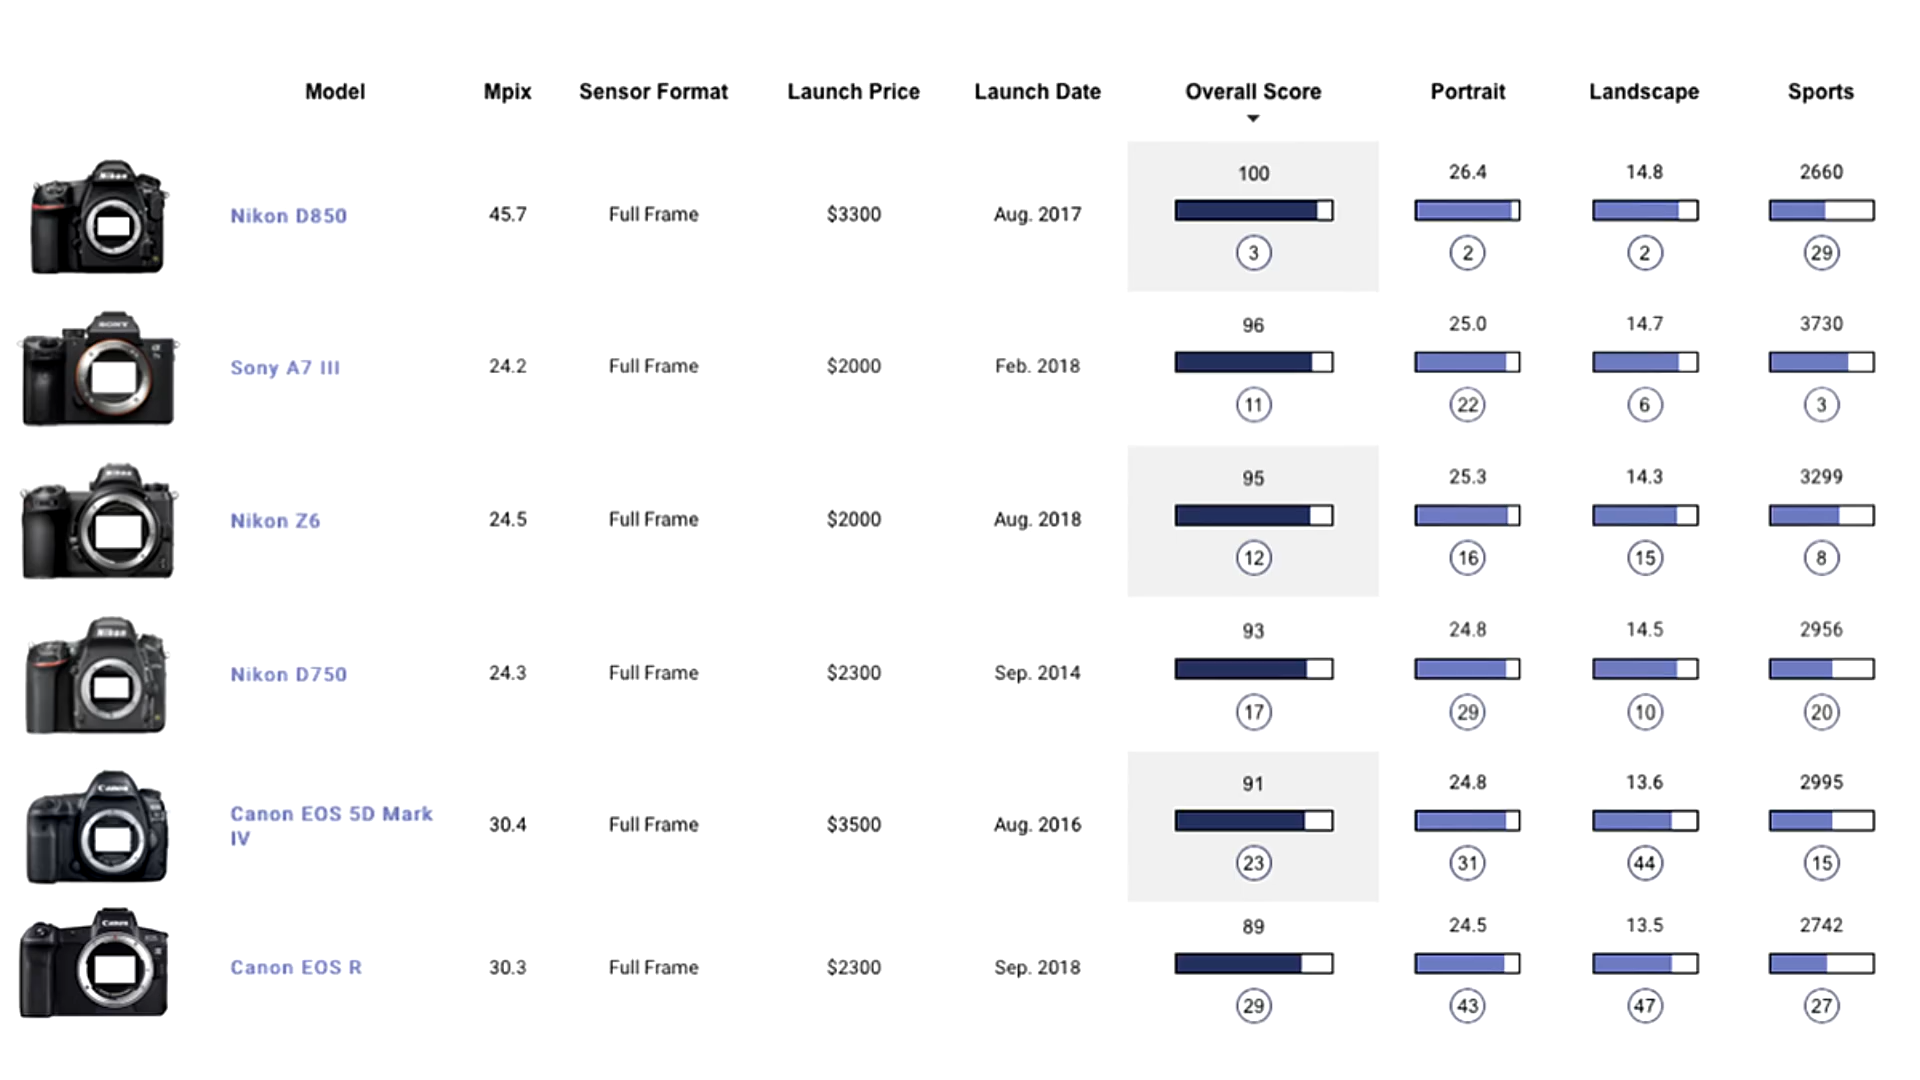 Model Mpix Sensor Format Launch Price Launch Date Overall Score Portrait Landscape Sports
100 26.4 14.8 2660
Nikon
Nikon D850 45.7 Full Frame $3300 Aug. 2017
3 2 2 29
96 25.0 14.7 3730
SONY
Sony A7 III 24.2 Full Frame $2000 Feb. 2018
11 22 6 3
95 25.3 14.3 3299
Nikon
Nikon Z6 24.5 Full Frame $2000 Aug. 2018
12 16 15 8
93 24.8 14.5 2956
Nikon
Nikon D750 24.3 Full Frame $2300 Sep. 2014
17 29 10 20
91 24.8 13.6 2995
Canon
Canon EOS 5D Mark
IV 30.4 Full Frame $3500 Aug. 2016
23 31 44 15
89 24.5 13.5 2742
Canon
Canon EOS R 30.3 Full Frame $2300 Sep. 2018
29 43 47 27